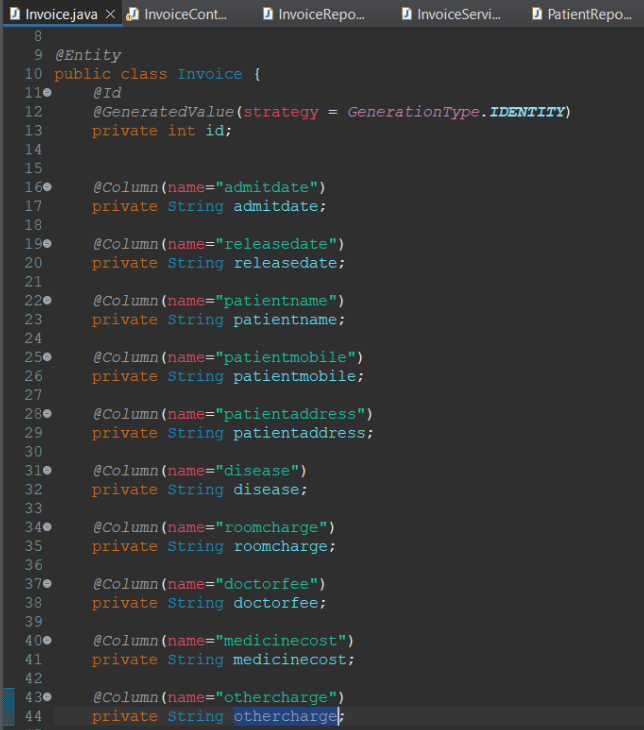 Invoice.java InvoiceCont... InvoiceRepo... InvoiceServi... PatientRepo...
8
9 @Entity
10 public class Invoice {
11 @Id
12 @GeneratedValue(strategy = GenerationType.IDENTITY)
13 private int id;
14
15
16 @Column(name="admitdate")
17 private String admitdate;
18
19 @Column(name="releasedate")
20 private String releasedate;
21
22 @Column(name="patientname")
23 private String patientname;
24
25 @Column(name="patientmobile")
26 private String patientmobile;
27
28 @Column(name="patientaddress")
29 private String patientaddress;
30
31 @Column(name="disease")
32 private String disease;
33
34 @Column(name="roomcharge")
35 private String roomcharge;
36
37 @Column(name="doctorfee")
38 private String doctorfee;
39
40 @Column(name="medicinecost")
41 private String medicinecost;
42
43 @Column(name="othercharge")
44 private String othercharge;